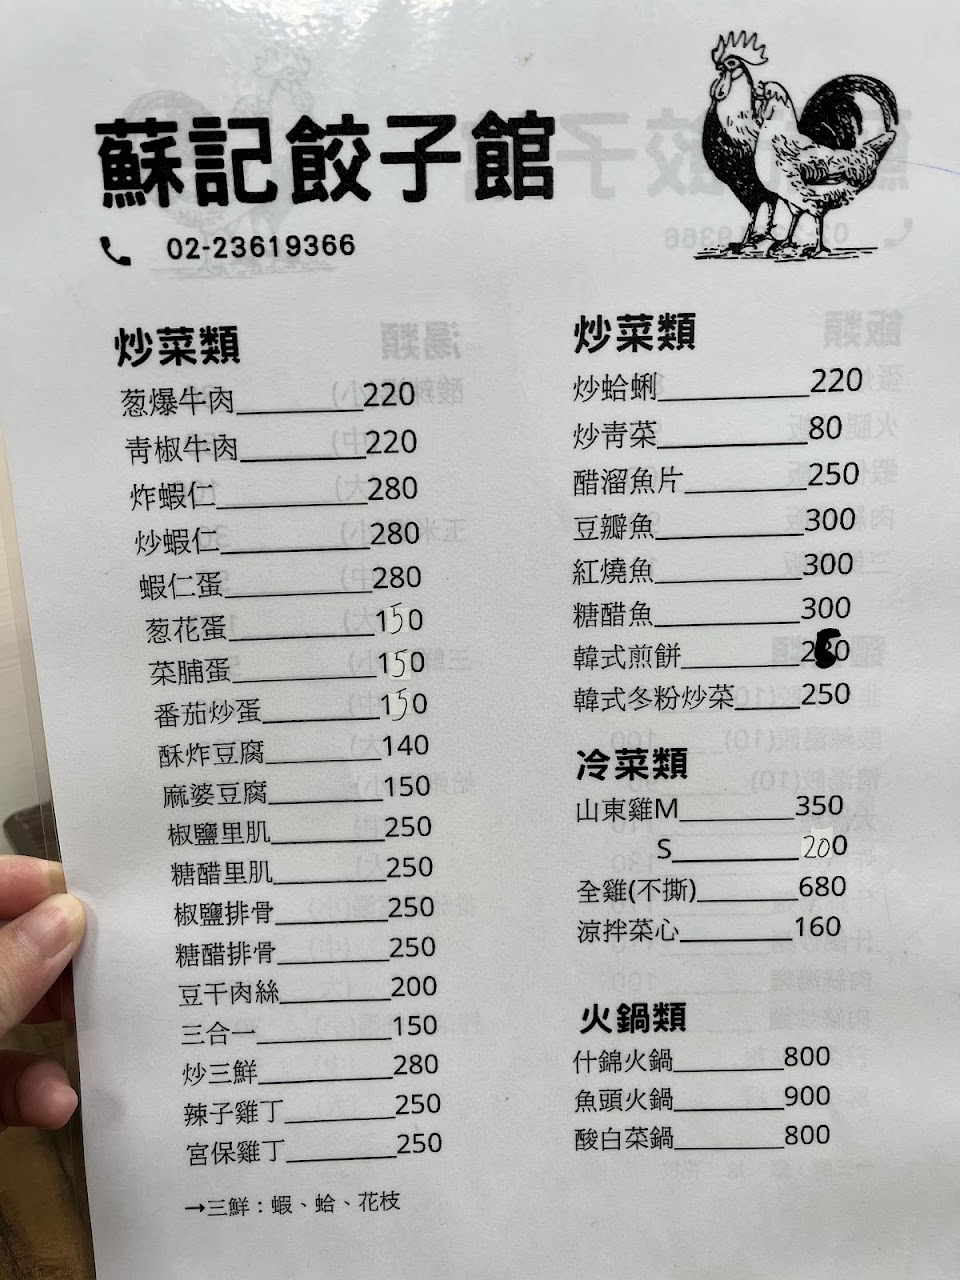 蘇記餃子館
02-23619366
炒菜類
葱爆牛肉 220
青椒牛肉 220
炸蝦仁 280
炒蝦仁 280
蝦仁蛋 280
葱花蛋 150
菜脯蛋 150
番茄炒蛋 150
酥炸豆腐 140
麻婆豆腐 150
椒鹽里肌 250
糖醋里肌 250
椒鹽排骨 250
糖醋排骨 250
豆干肉絲 200
三合一 150
炒三鮮 280
辣子雞丁 250
宮保雞丁 250
→三鮮：蝦、蛤、花枝
炒菜類
炒蛤蜊 220
炒青菜 80
醋溜魚片 250
豆瓣魚 300
紅燒魚 300
糖醋魚 300
韓式煎餅
韓式冬粉炒菜 250
冷菜類
山東雞M 350
S 200
全雞(不撕) 680
涼拌菜心 160
火鍋類
什錦火鍋 800
魚頭火鍋 900
酸白菜鍋 800